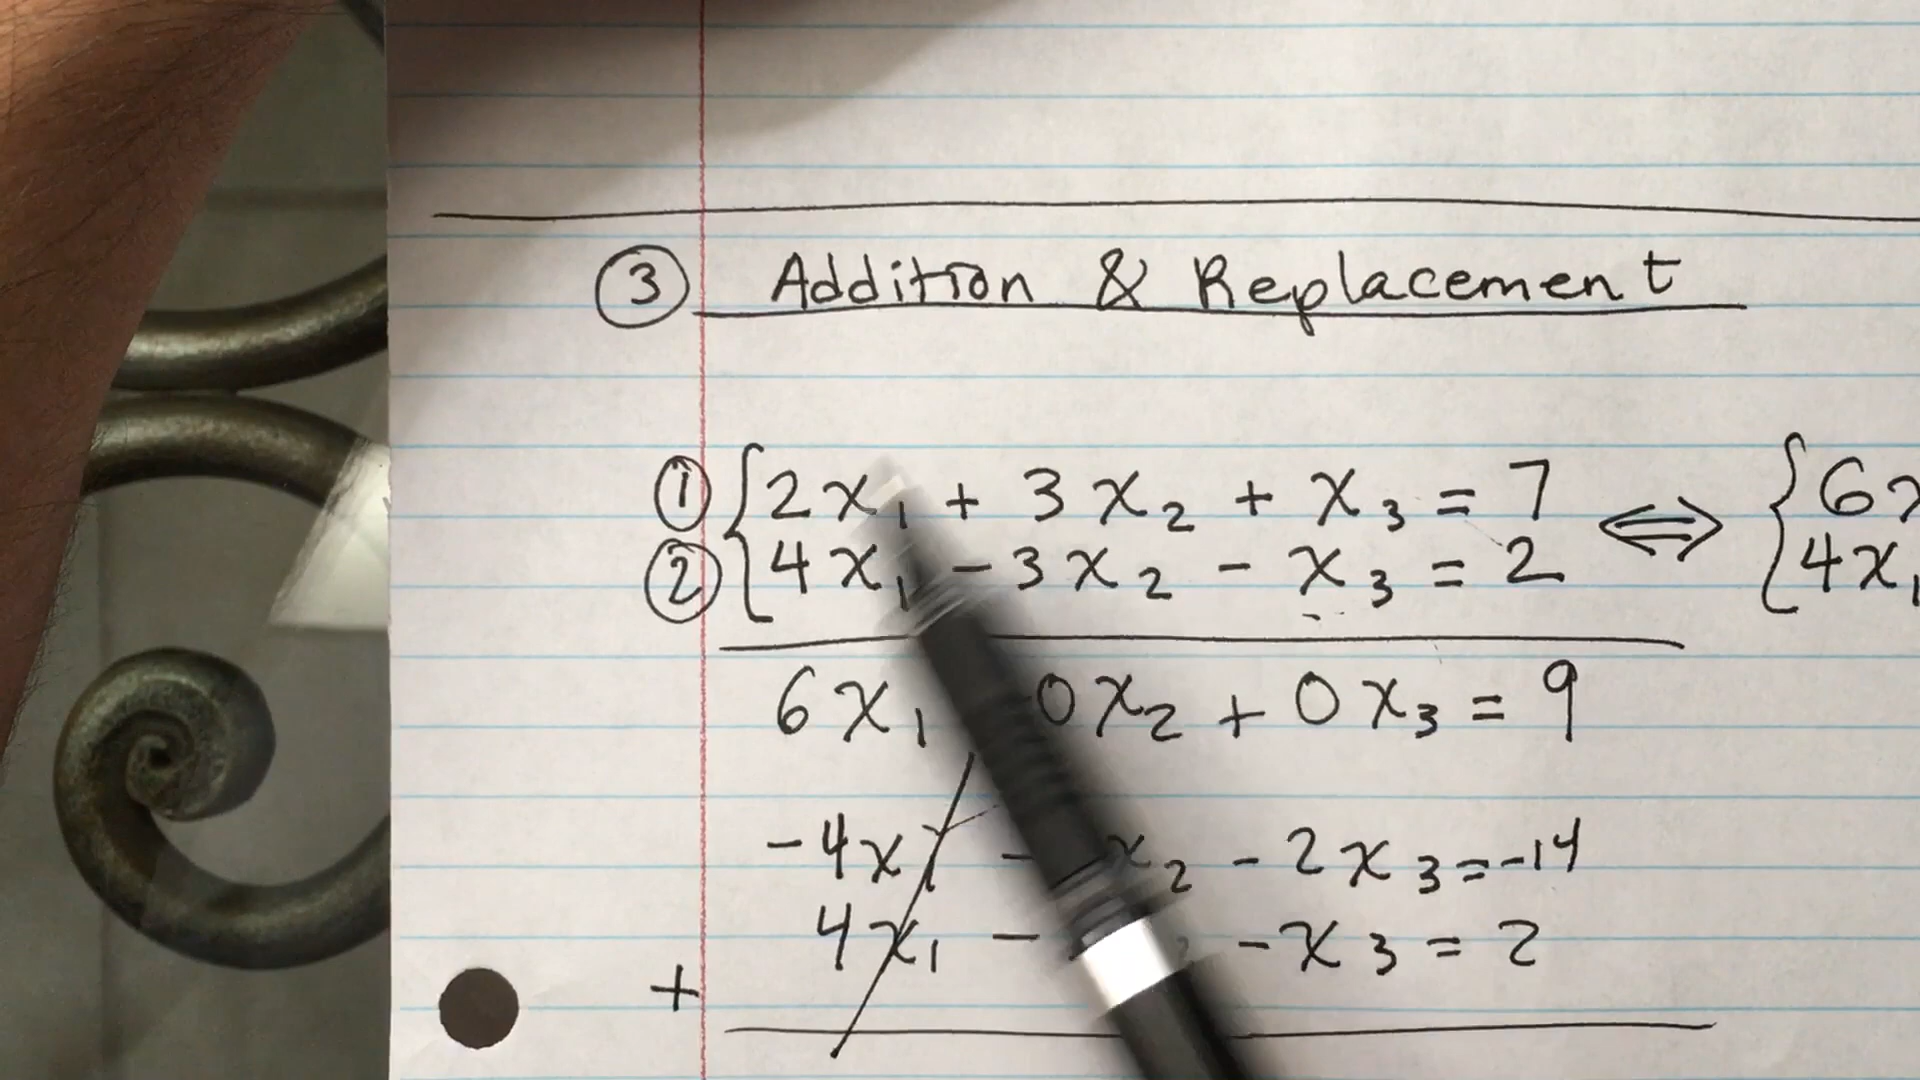 ③ Addition & Replacement
① { 2x₁ + 3x₂ + x₃ = 7 ⟺ { 6x
② 4x₁ - 3x₂ - x₃ = 2 4x₁
6x₁ 0x₂ + 0x₃ = 9
-4x₁ - x₂ - 2x₃ = -14
4x₁ - - x₃ = 2
+